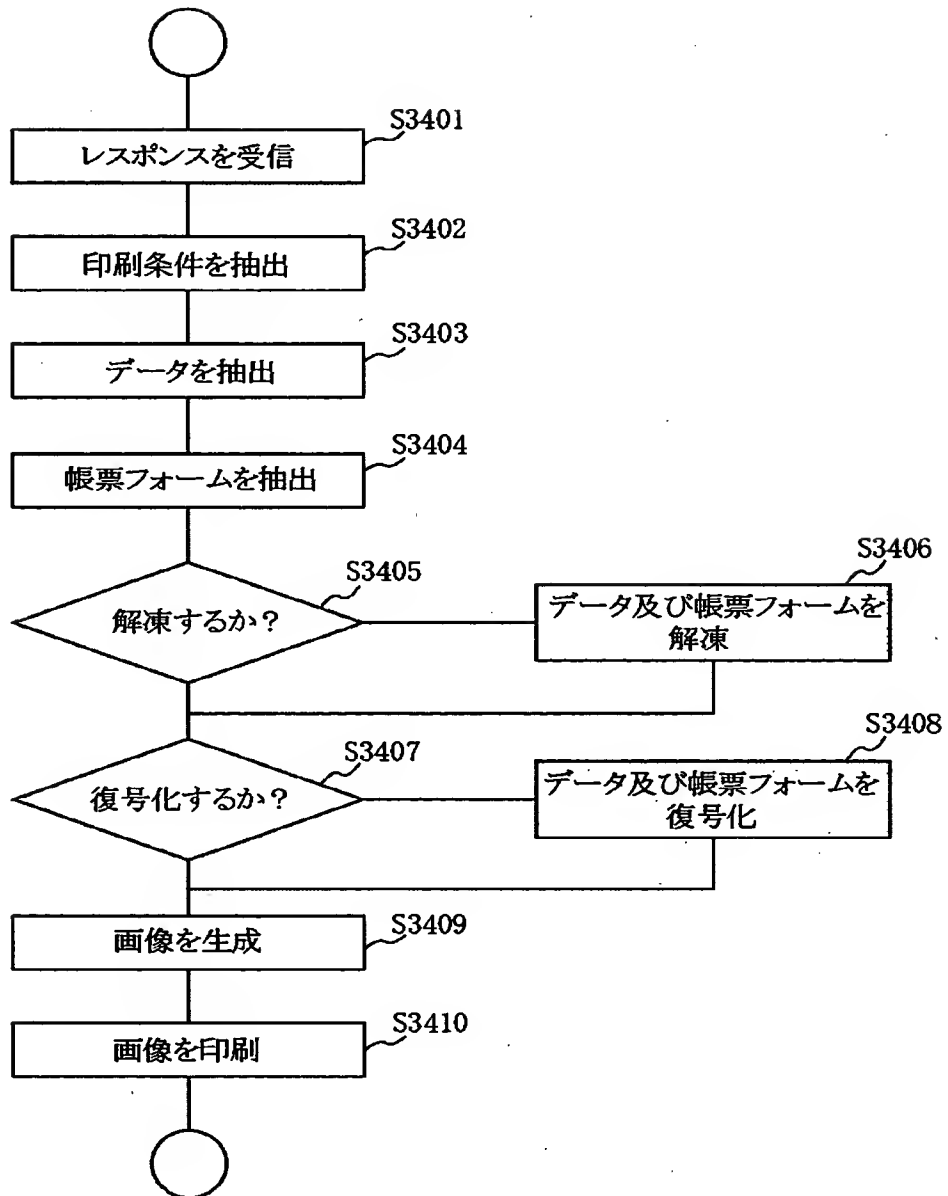 S3401
レスポンスを受信
S3402
印刷条件を抽出
S3403
データを抽出
S3404
帳票フォームを抽出
S3405
解凍するか?
S3406
データ及び帳票フォームを
解凍
S3407
復号化するか?
S3408
データ及び帳票フォームを
復号化
S3409
画像を生成
S3410
画像を印刷